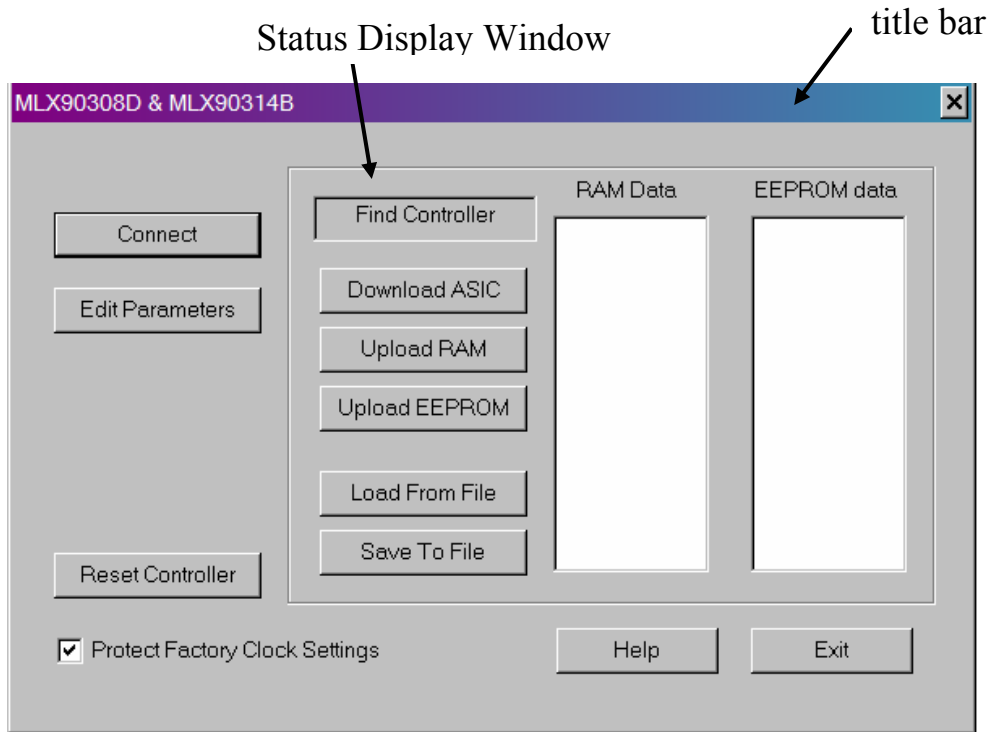 title bar
Status Display Window
MLX90308D & MLX90314B
RAM Data
EEPROM data
Find Controller
Connect
Download ASIC
Edit Parameters
Upload RAM
Upload EEPROM
Load From File
Save To File
Reset Controller
Protect Factory Clock Settings
Help
Exit